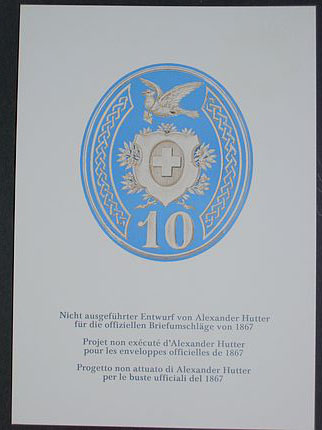 10
Nicht ausgeführter Entwurf von Alexander Hutter
für die offiziellen Briefumschläge von 1867
Projet non exécuté d'Alexander Hutter
pour les enveloppes officielles de 1867
Progetto non attuato di Alexander Hutter
per le buste ufficiali del 1867